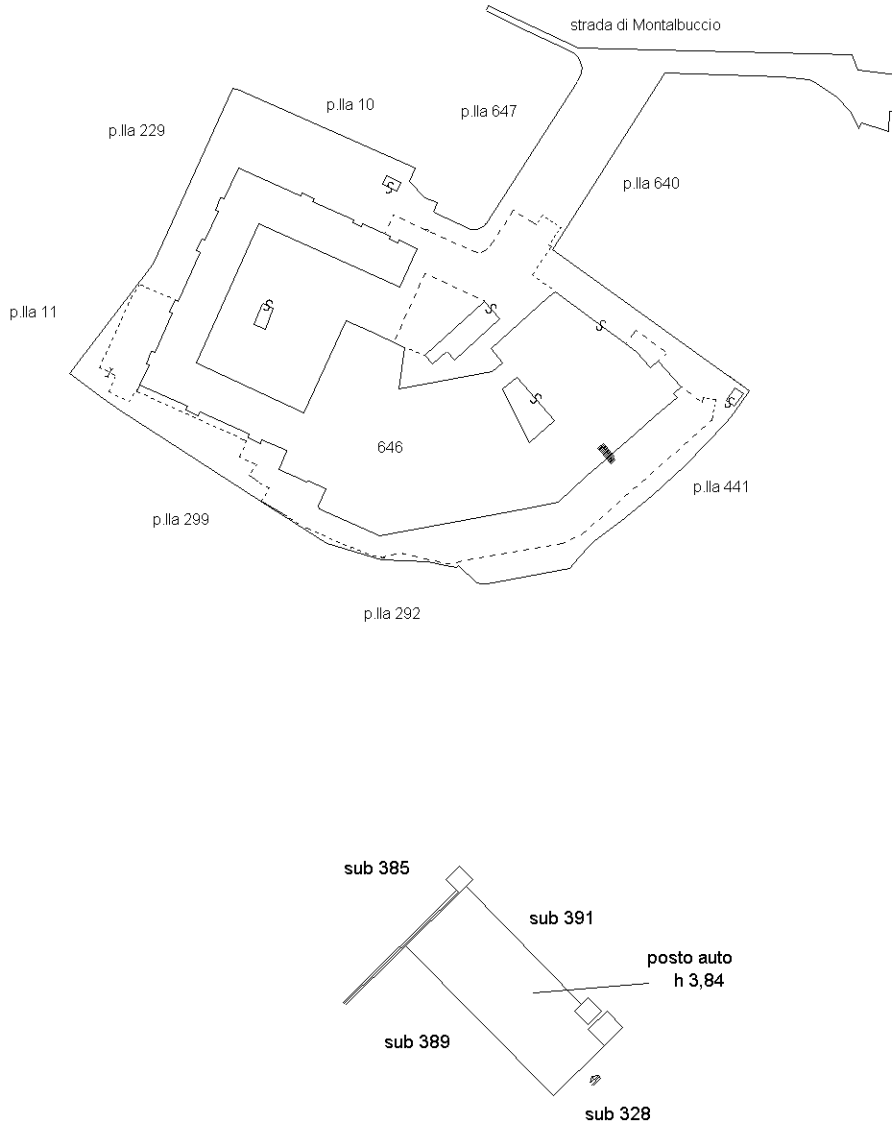 strada di Montalbuccio
p.lla 10
p.lla 647
p.lla 229
p.lla 640
S
p.lla 11
S
S
S
S
S
646
p.lla 441
p.lla 299
p.lla 292
sub 385
sub 391
posto auto
h 3,84
sub 389
sub 328